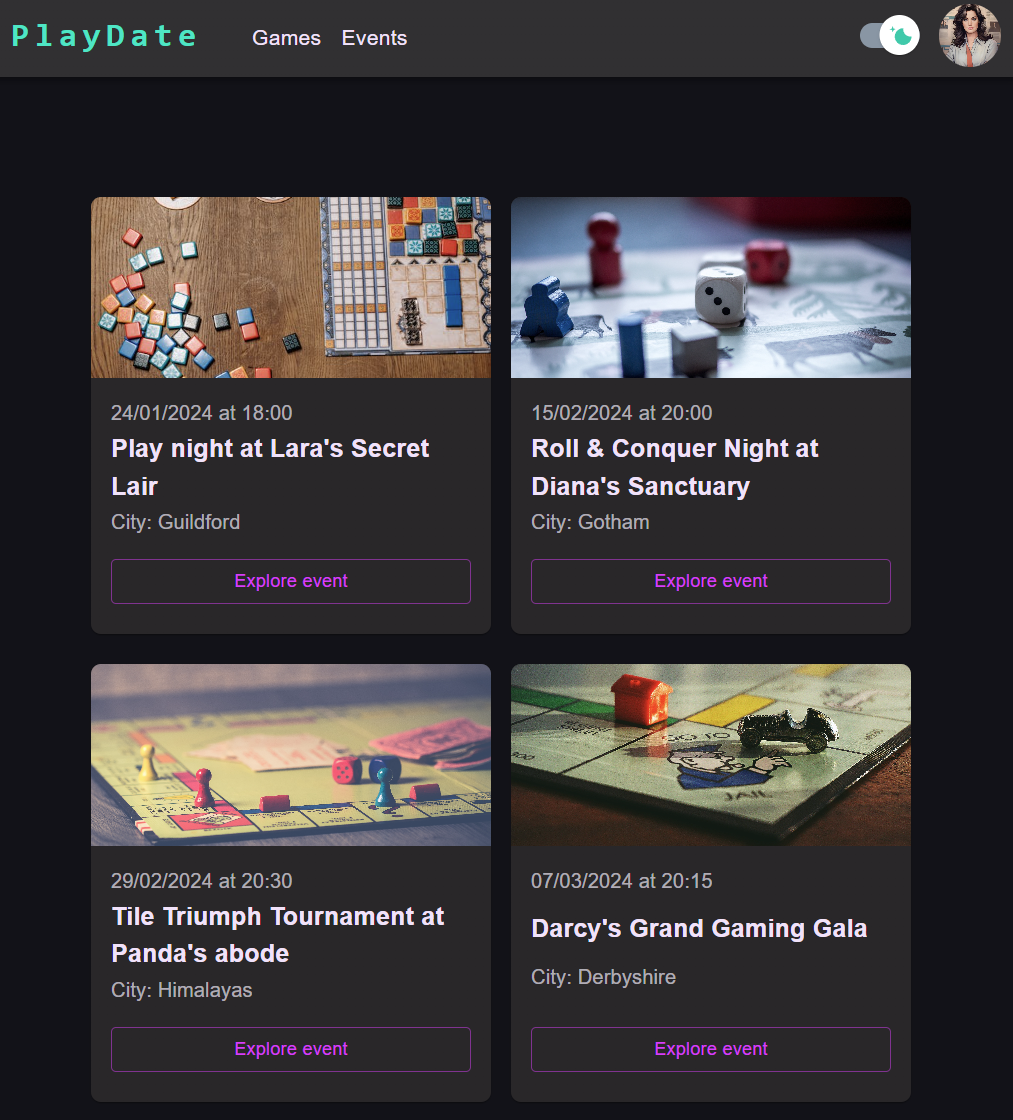 PlayDate
Games
Events
24/01/2024 at 18:00
Play night at Lara's Secret
Lair
City: Guildford
Explore event
15/02/2024 at 20:00
Roll & Conquer Night at
Diana's Sanctuary
City: Gotham
Explore event
29/02/2024 at 20:30
Tile Triumph Tournament at
Panda's abode
City: Himalayas
Explore event
JAIL
07/03/2024 at 20:15
Darcy's Grand Gaming Gala
City: Derbyshire
Explore event